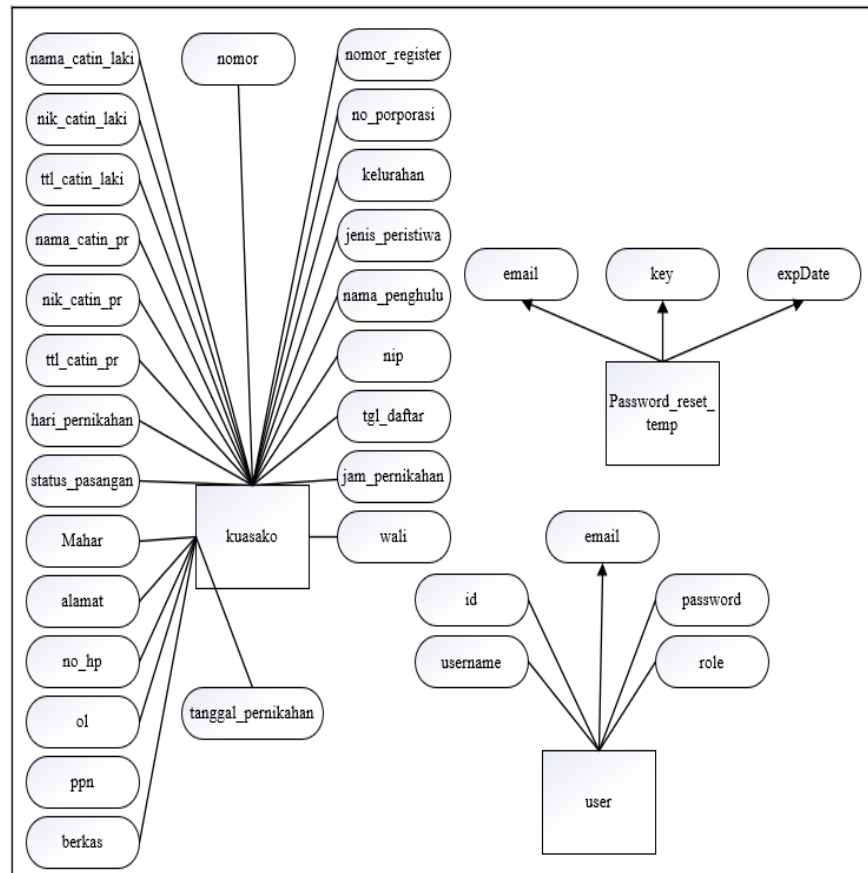 nama_catin_laki
nik_catin_laki
ttl_catin_laki
nama_catin_pr
nik_catin_pr
ttl_catin_pr
hari_pernikahan
status_pasangan
Mahar
alamat
no_hp
ol
ppn
berkas
nomor
kuasako
tanggal_pernikahan
nomor_register
no_porporasi
kelurahan
jenis_peristiwa
nama_penghulu
nip
tgl_daftar
jam_pernikahan
wali
email
key
expDate
Password_reset_
temp
email
id
password
username
role
user